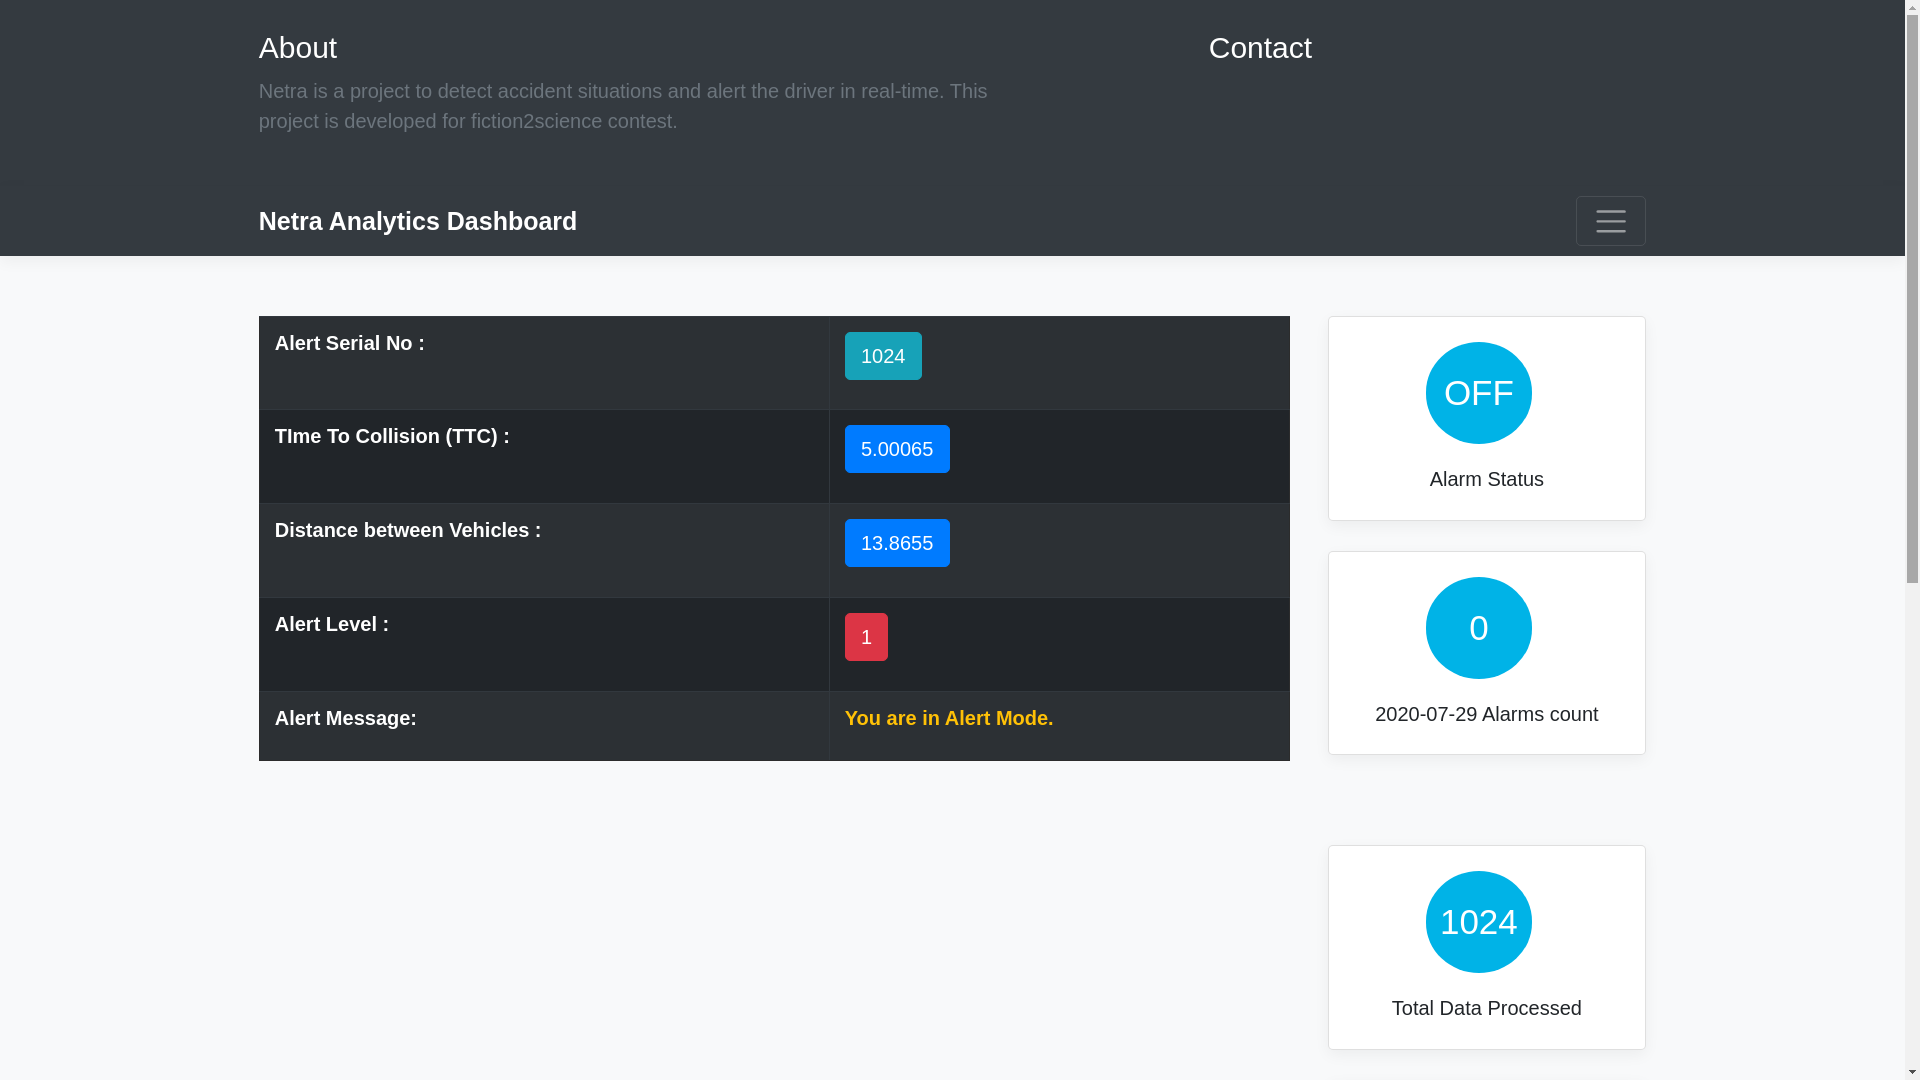 About
Contact
Netra is a project to detect accident situations and alert the driver in real-time. This
project is developed for fiction2science contest.
Netra Analytics Dashboard
Alert Serial No :
1024
TIme To Collision (TTC) :
5.00065
Distance between Vehicles :
13.8655
Alert Level :
1
Alert Message:
You are in Alert Mode.
OFF
Alarm Status
0
2020-07-29 Alarms count
1024
Total Data Processed